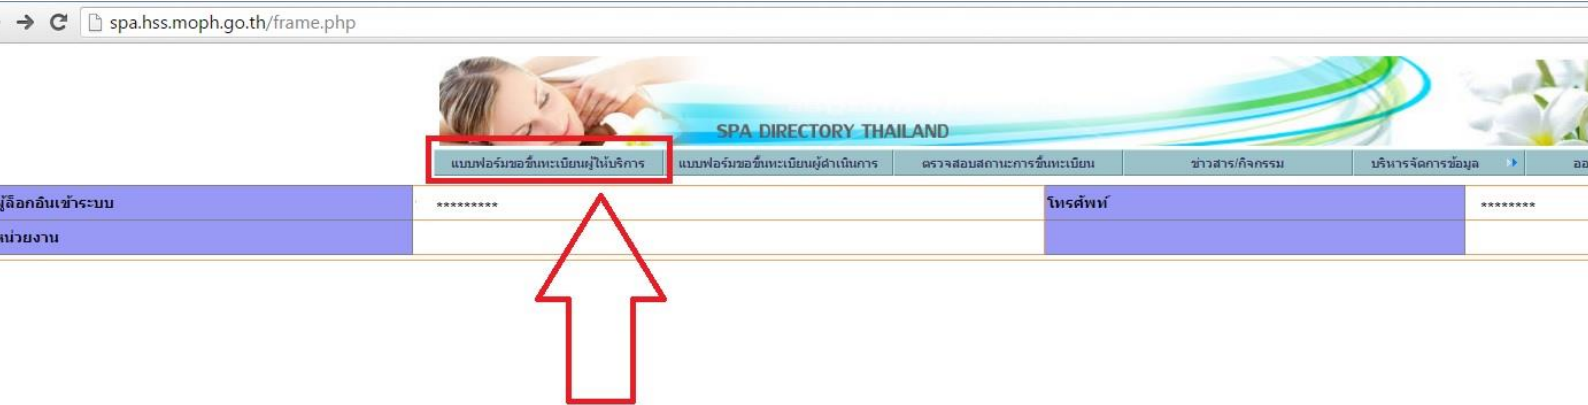 spa.hss.moph.go.th/frame.php
SPA DIRECTORY THAILAND
แบบฟอร์มขอขึ้นทะเบียนผู้ให้บริการ แบบฟอร์มขอขึ้นทะเบียนผู้ดำเนินการ ตรวจสอบสถานะการขึ้นทะเบียน ข่าวสาร/กิจกรรม บริหารจัดการข้อมูล
ผู้ล็อกอินเข้าระบบ ********* โทรศัพท์ ********
หน่วยงาน